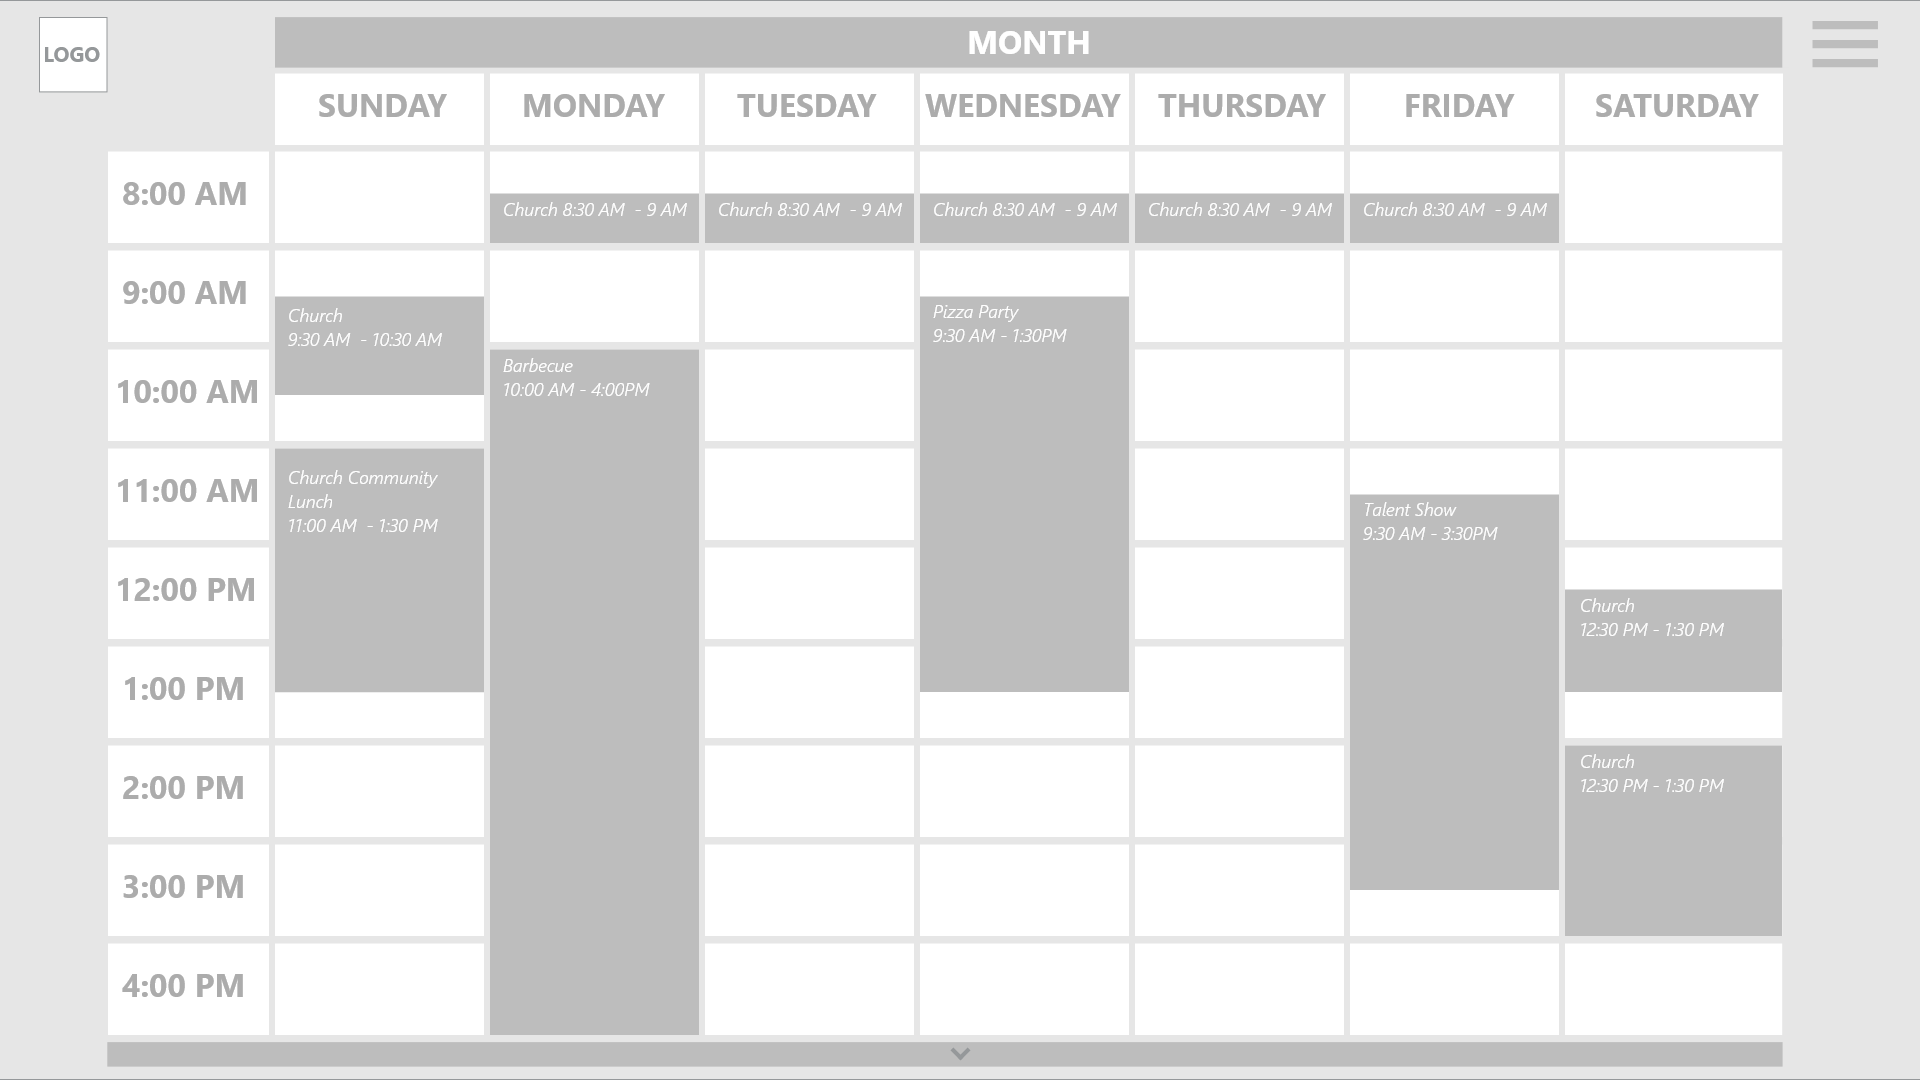 LOGO
MONTH
SUNDAY MONDAY TUESDAY WEDNESDAY THURSDAY FRIDAY SATURDAY
8:00 AM
Church 8:30 AM  - 9 AM Church 8:30 AM  - 9 AM Church 8:30 AM  - 9 AM Church 8:30 AM  - 9 AM Church 8:30 AM  - 9 AM
9:00 AM
Church
9:30 AM  - 10:30 AM
Pizza Party
9:30 AM - 1:30PM
10:00 AM
Barbecue
10:00 AM - 4:00PM
11:00 AM
Church Community
Lunch
11:00 AM  - 1:30 PM
Talent Show
9:30 AM - 3:30PM
12:00 PM
Church
12:30 PM - 1:30 PM
1:00 PM
2:00 PM
Church
12:30 PM - 1:30 PM
3:00 PM
4:00 PM